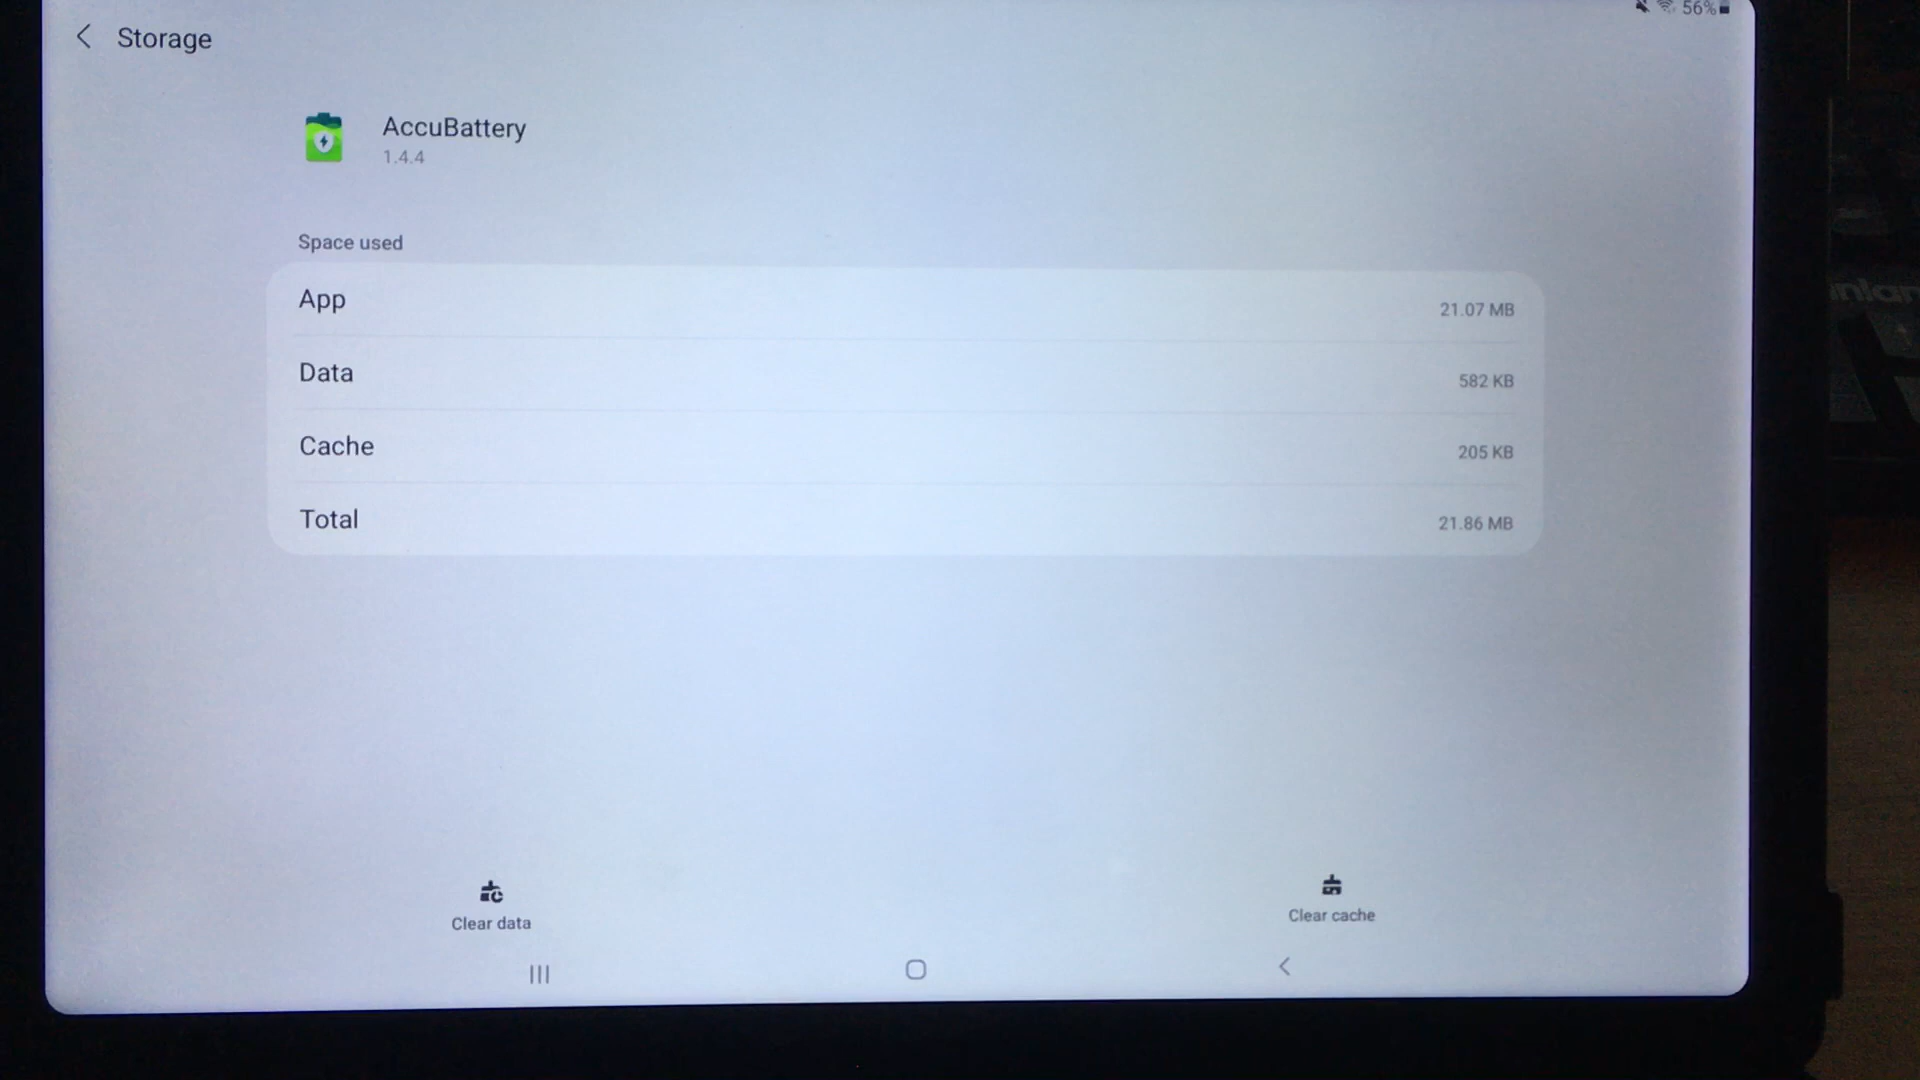 56%
Storage
AccuBattery
1.4.4
Space used
App 21.07 MB
Data 582 KB
Cache 205 KB
Total 21.86 MB
Clear data
Clear cache